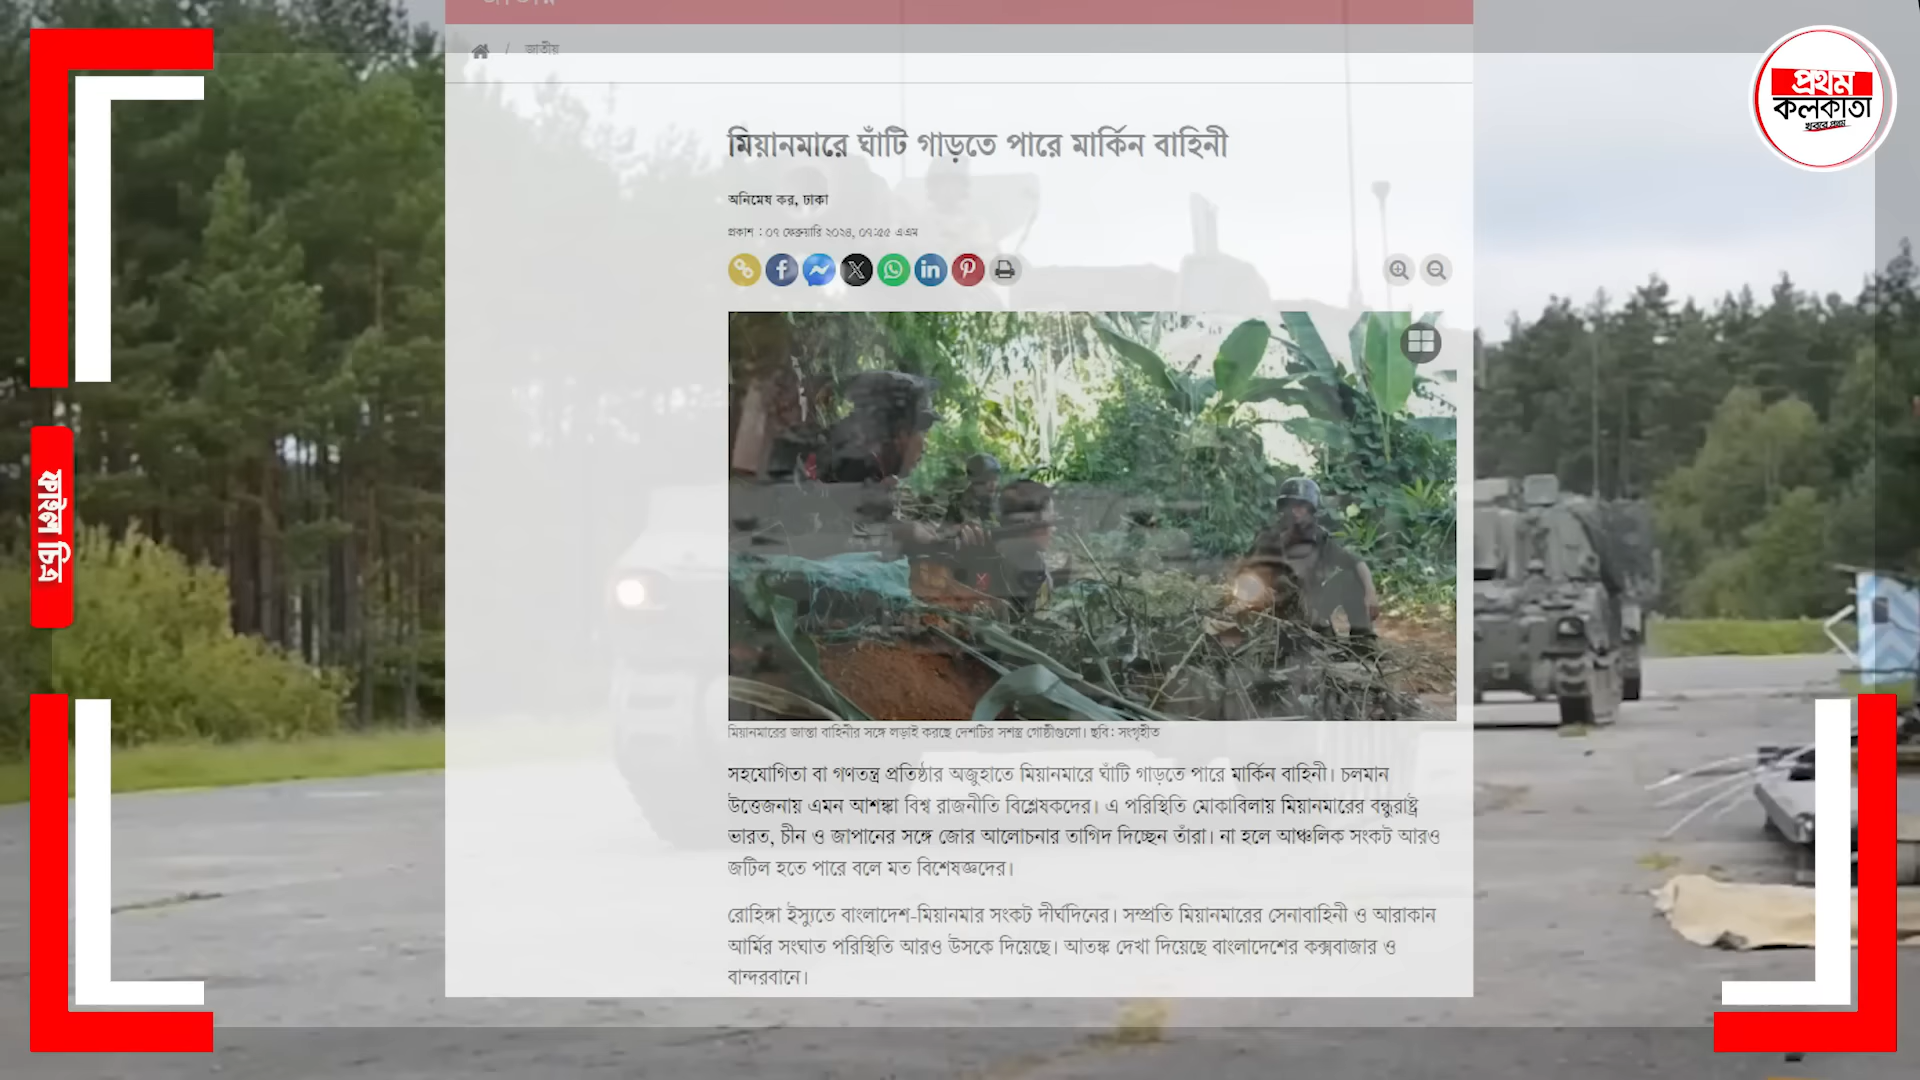 / জাতীয়
প্রথম
কলকাতা
খবরে প্রথম
মিয়ানমারে ঘাঁটি গাড়তে পারে মার্কিন বাহিনী
অনিমেষ কর, ঢাকা
প্রকাশ : ০৭ ফেব্রুয়ারি ২০২৪, ০৭:৫৫ এএম
ফাইল চিত্র
মিয়ানমারের জান্তা বাহিনীর সঙ্গে লড়াই করছে দেশটির সশস্ত্র গোষ্ঠীগুলো। ছবি : সংগৃহীত
সহযোগিতা বা গণতন্ত্র প্রতিষ্ঠার অজুহাতে মিয়ানমারে ঘাঁটি গাড়তে পারে মার্কিন বাহিনী। চলমান
উত্তেজনায় এমন আশঙ্কা বিশ্ব রাজনীতি বিশ্লেষকদের। এ পরিস্থিতি মোকাবিলায় মিয়ানমারের বন্ধুরাষ্ট্র
ভারত, চীন ও জাপানের সঙ্গে জোর আলোচনার তাগিদ দিচ্ছেন তাঁরা। না হলে আঞ্চলিক সংকট আরও
জটিল হতে পারে বলে মত বিশেষজ্ঞদের।
রোহিঙ্গা ইস্যুতে বাংলাদেশ-মিয়ানমার সংকট দীর্ঘদিনের। সম্প্রতি মিয়ানমারের সেনাবাহিনী ও আরাকান
আর্মির সংঘাত পরিস্থিতি আরও উসকে দিয়েছে। আতঙ্ক দেখা দিয়েছে বাংলাদেশের কক্সবাজার ও
বান্দরবানে।